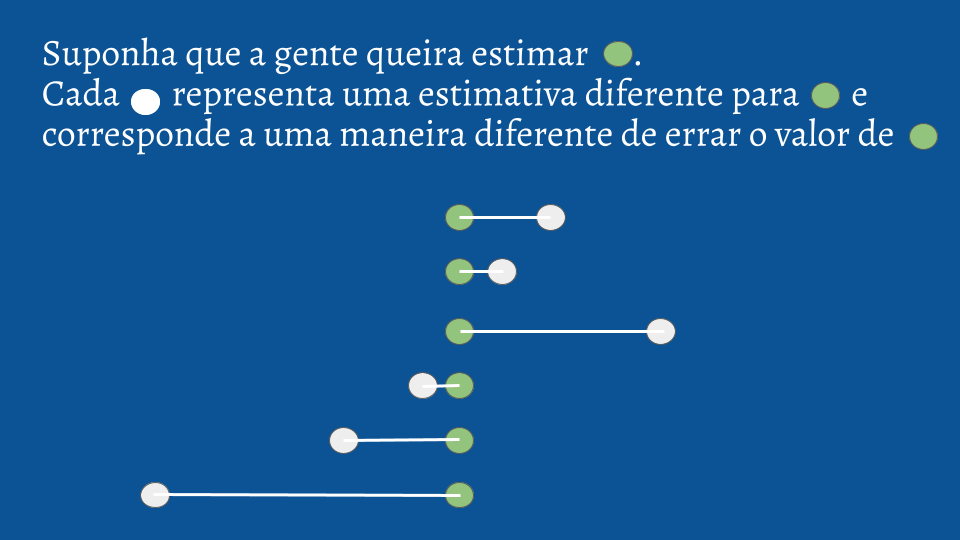 Suponha que a gente queira estimar .
Cada representa uma estimativa diferente para e
corresponde a uma maneira diferente de errar o valor de